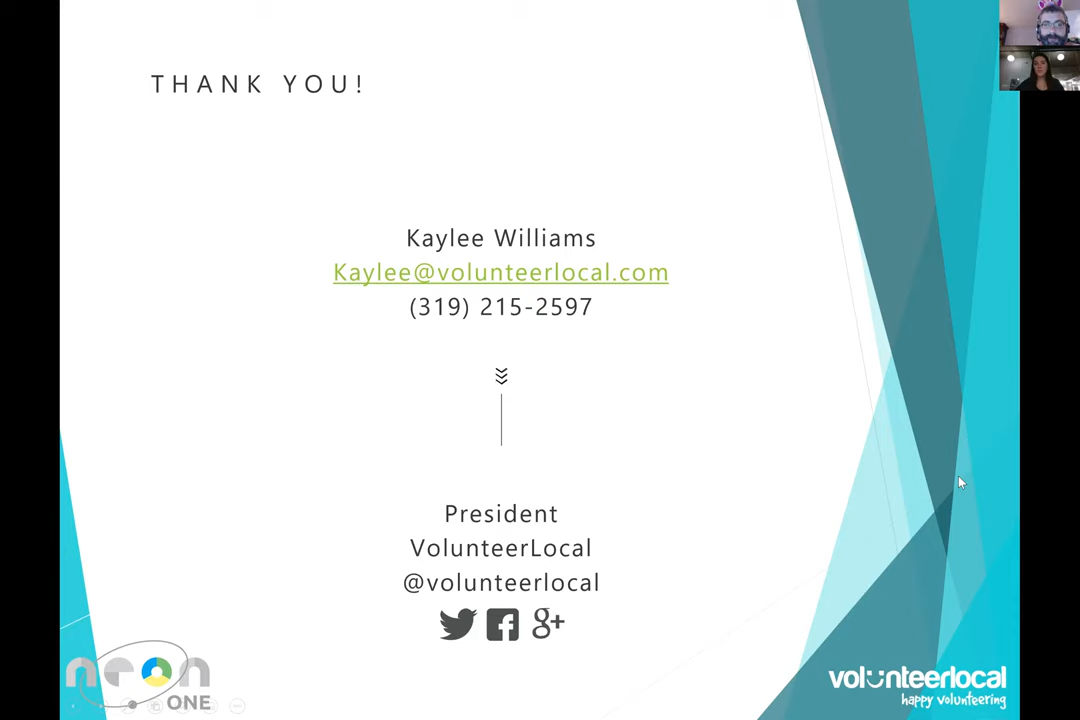 THANK YOU!
Kaylee Williams
Kaylee@volunteerlocal.com
(319) 215-2597
President
VolunteerLocal
@volunteerlocal
g+
neon
ONE
volunteerlocal
happy volunteering